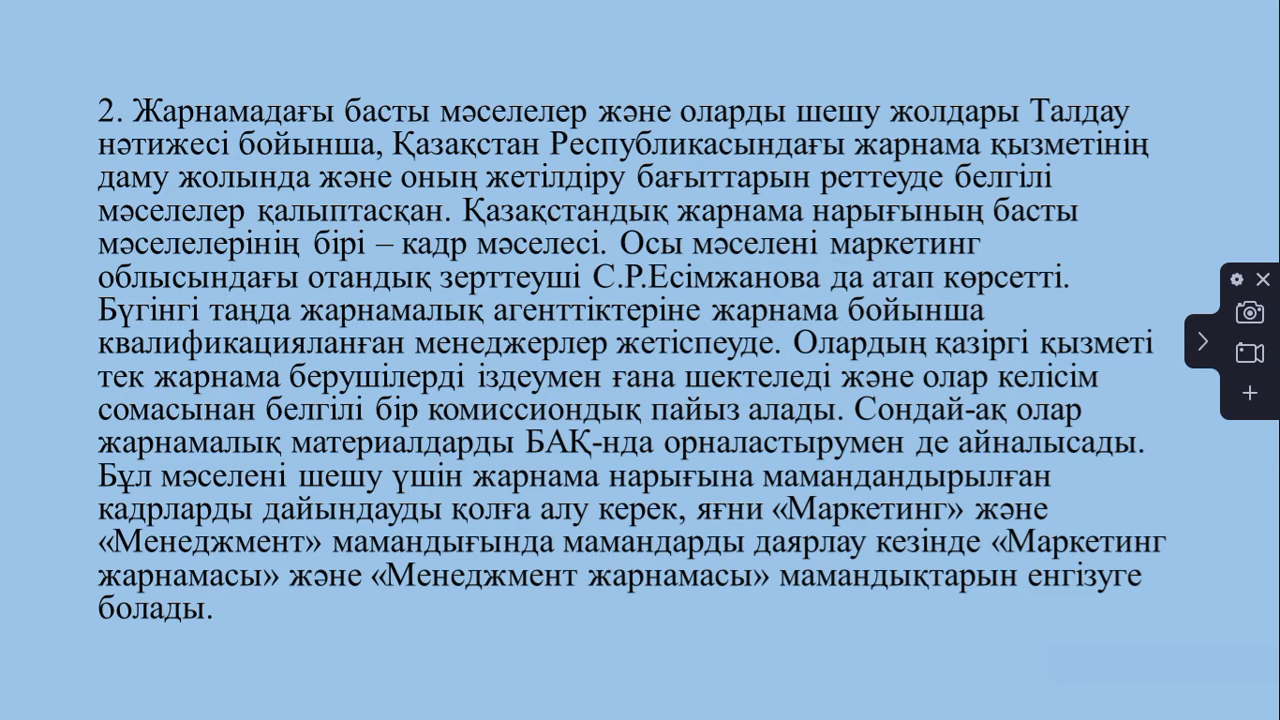 2. Жарнамадағы басты мәселелер және оларды шешу жолдары Талдау
нәтижесі бойынша, Қазақстан Республикасындағы жарнама қызметінің
даму жолында және оның жетілдіру бағыттарын реттеуде белгілі
мәселелер қалыптасқан. Қазақстандық жарнама нарығының басты
мәселелерінің бірі – кадр мәселесі. Осы мәселені маркетинг
облысындағы отандық зерттеуші С.Р.Есімжанова да атап көрсетті.
Бүгінгі таңда жарнамалық агенттіктеріне жарнама бойынша
квалификацияланған менеджерлер жетіспеуде. Олардың қазіргі қызметі
тек жарнама берушілерді іздеумен ғана шектеледі және олар келісім
сомасынан белгілі бір комиссиондық пайыз алады. Сондай-ақ олар
жарнамалық материалдарды БАҚ-нда орналастырумен де айналысады.
Бұл мәселені шешу үшін жарнама нарығына мамандандырылған
кадрларды дайындауды қолға алу керек, яғни «Маркетинг» және
«Менеджмент» мамандығында мамандарды даярлау кезінде «Маркетинг
жарнамасы» және «Менеджмент жарнамасы» мамандықтарын енгізуге
болады.